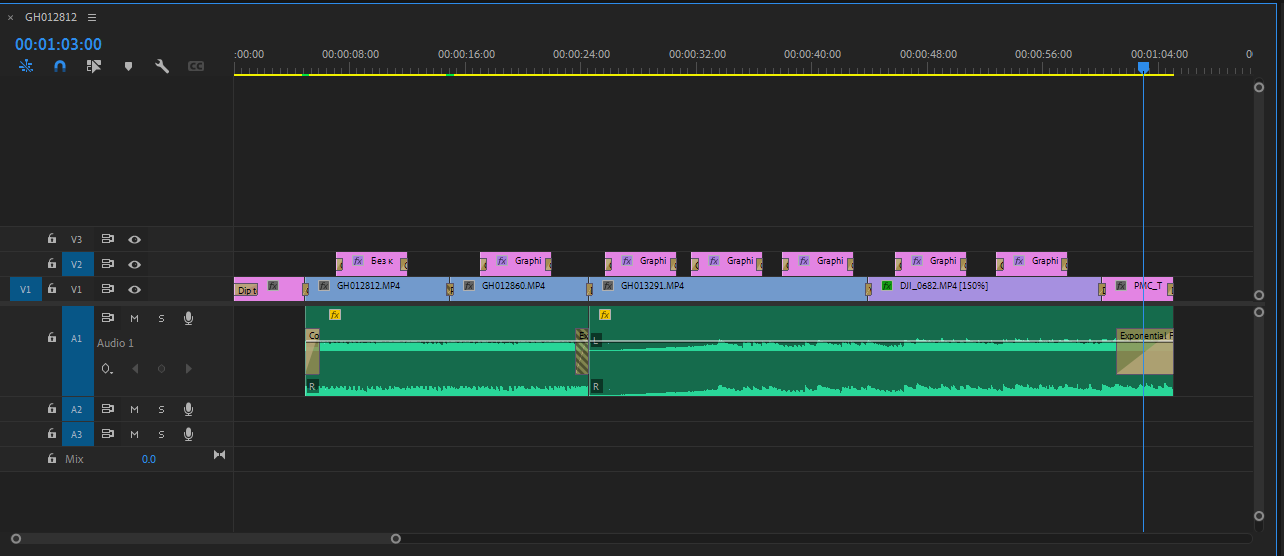 × GH012812
00:01:03:00
:00:00 00:00:08:00 00:00:16:00 00:00:24:00 00:00:32:00 00:00:40:00 00:00:48:00 00:00:56:00 00:01:04:00 0
CC
V3
V2 fx Без к fx Graphi fx Graphi fx Graphi fx Graphi fx Graphi fx Graphi
V1 V1 Dip t fx fx GH012812.MP4 fx GH012860.MP4 fx GH013291.MP4 fx DJI_0682.MP4 [150%] fx PMC_T
A1 M S fx fx
Audio 1 Co E L Exponential F
R R
A2 M S
A3 M S
Mix 0.0